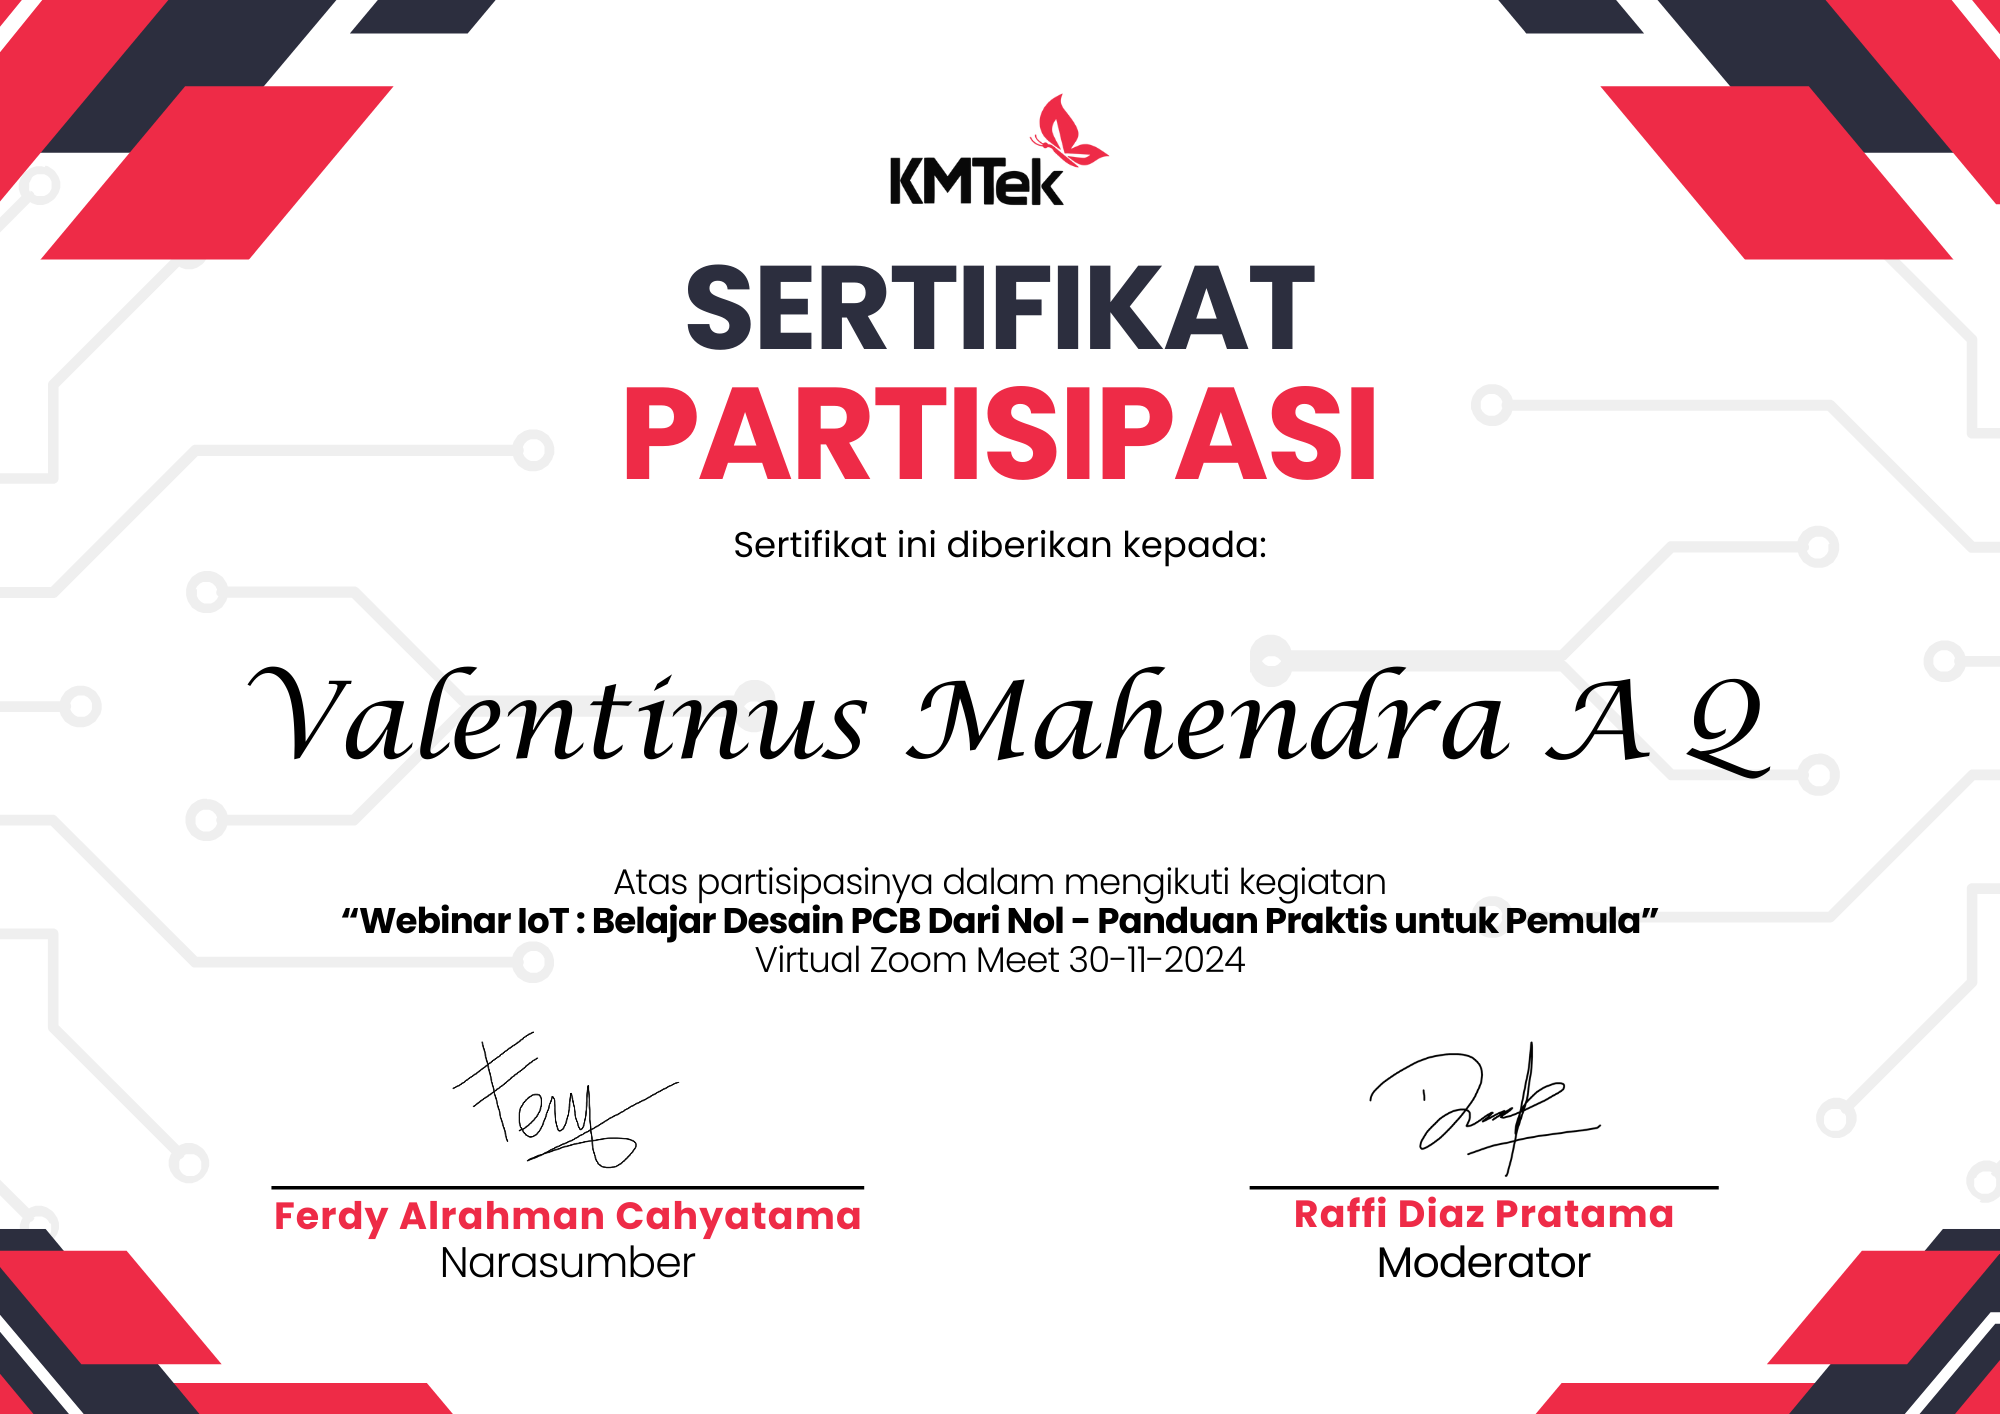 KMTek
SERTIFIKAT
PARTISIPASI
Sertifikat ini diberikan kepada:
Valentinus Mahendra A Q
Atas partisipasinya dalam mengikuti kegiatan
“Webinar IoT : Belajar Desain PCB Dari Nol - Panduan Praktis untuk Pemula”
Virtual Zoom Meet 30-11-2024
Ferdy Alrahman Cahyatama
Narasumber
Raffi Diaz Pratama
Moderator